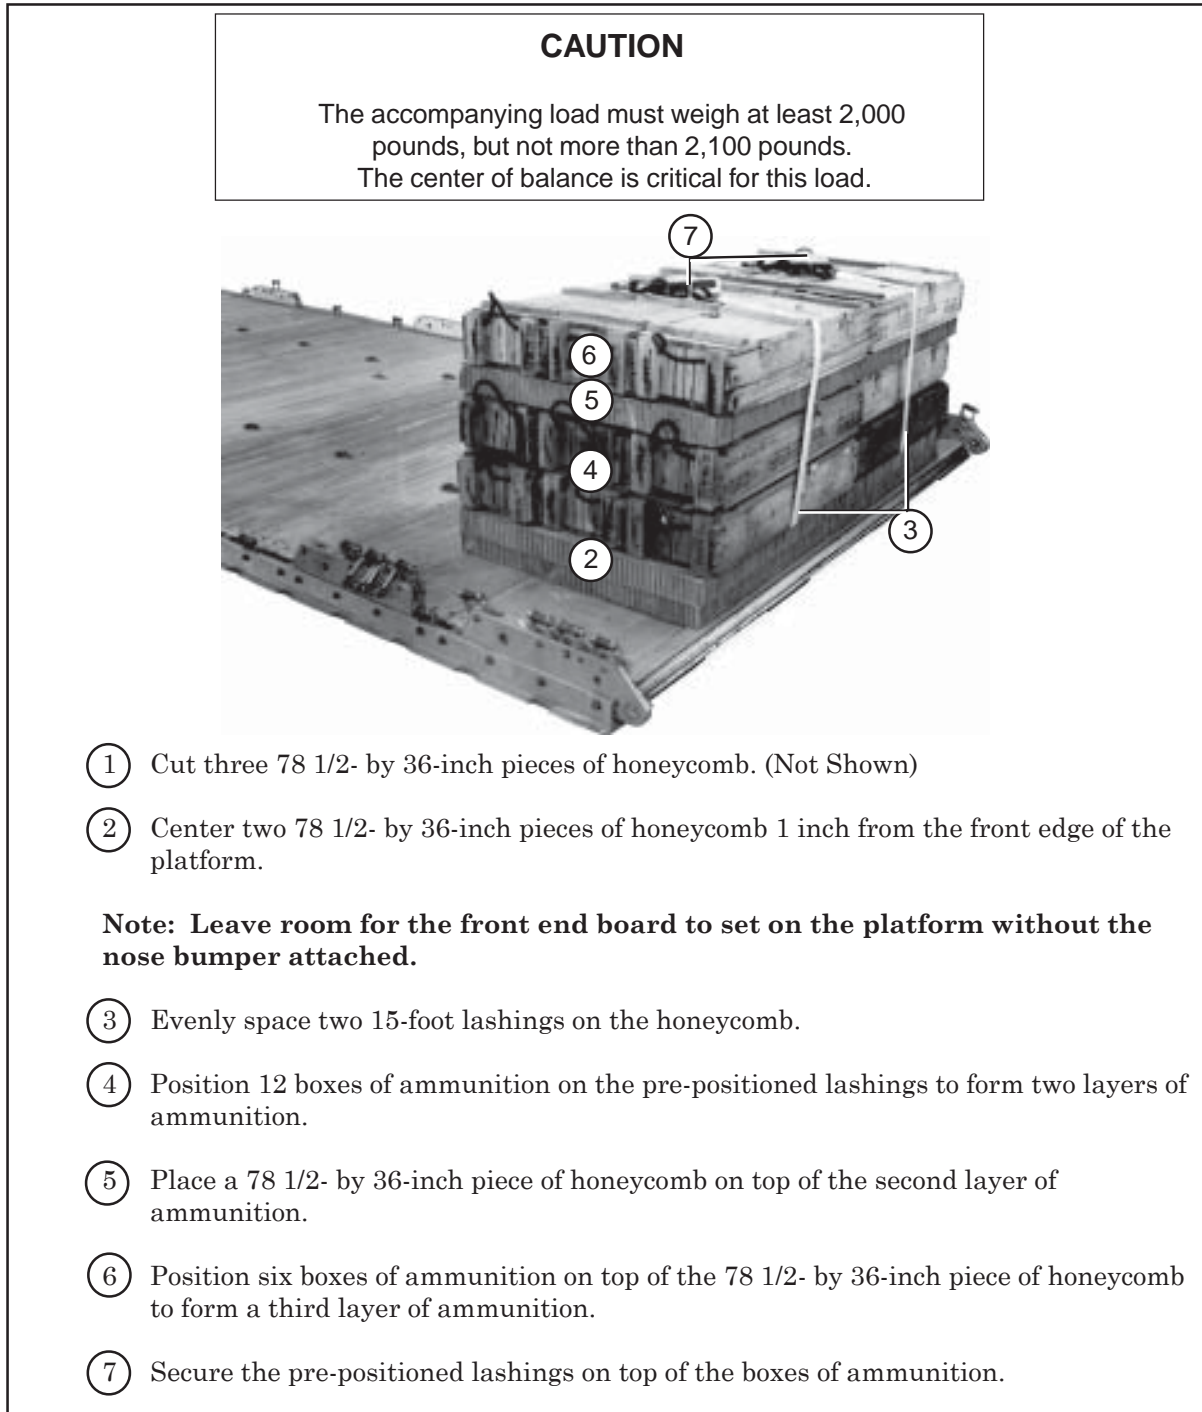 CAUTION
The accompanying load must weigh at least 2,000
pounds, but not more than 2,100 pounds.
The center of balance is critical for this load.
7
6
5
4
3
2
1 Cut three 78 1/2- by 36-inch pieces of honeycomb. (Not Shown)
2 Center two 78 1/2- by 36-inch pieces of honeycomb 1 inch from the front edge of the
platform.
Note: Leave room for the front end board to set on the platform without the
nose bumper attached.
3 Evenly space two 15-foot lashings on the honeycomb.
4 Position 12 boxes of ammunition on the pre-positioned lashings to form two layers of
ammunition.
5 Place a 78 1/2- by 36-inch piece of honeycomb on top of the second layer of
ammunition.
6 Position six boxes of ammunition on top of the 78 1/2- by 36-inch piece of honeycomb
to form a third layer of ammunition.
7 Secure the pre-positioned lashings on top of the boxes of ammunition.